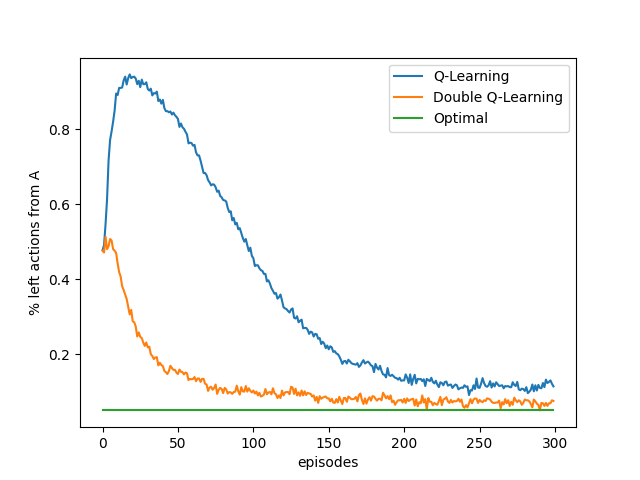 Q-Learning
Double Q-Learning
Optimal
0.8
0.6
0.4
0.2
% left actions from A
0 50 100 150 200 250 300
episodes